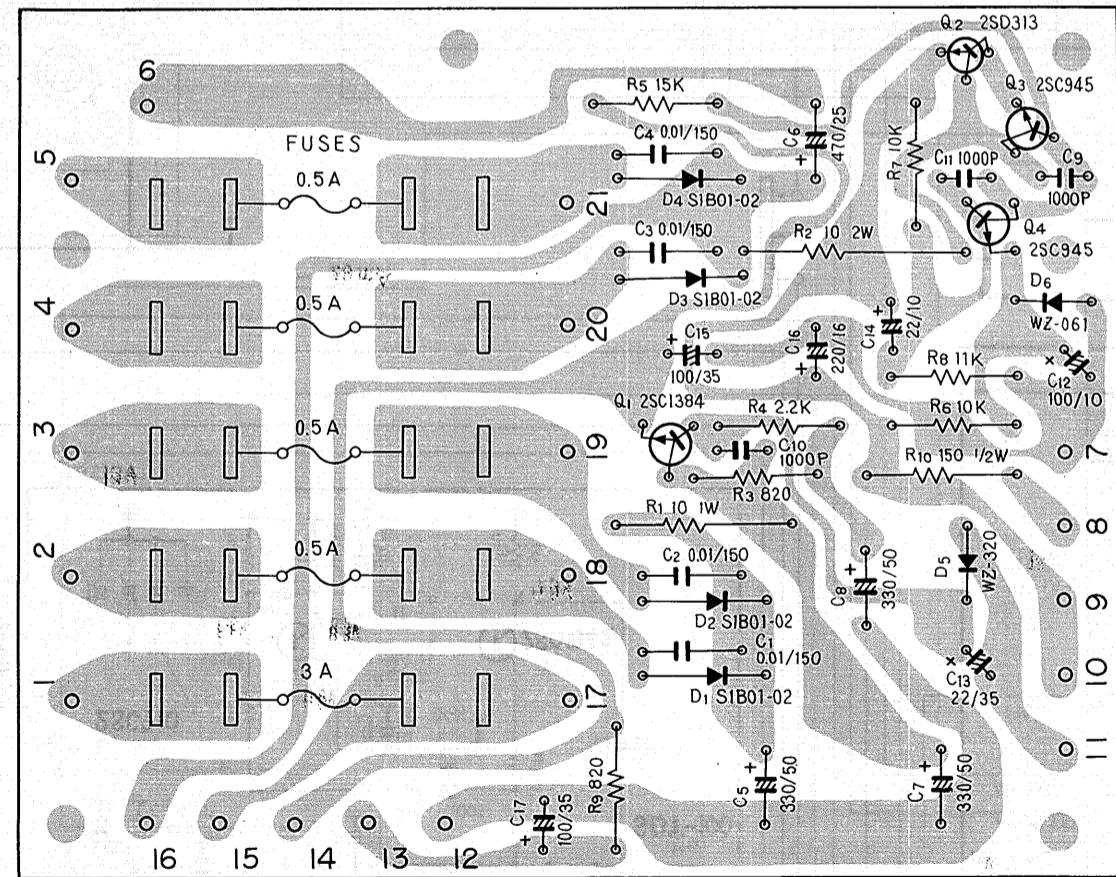 Q2 2SD313
Q3 2SC945
6
R5 15K
FUSES
C4 0.01/150
C6 470/25
R7 10K
C11 1000P
C9 1000P
5
0.5A
D4 S1B01-02
21
Q4 2SC945
C3 0.01/150
R2 10 2W
D3 S1B01-02
D6 WZ-061
4
0.5 A
20
C15 100/35
C16 220/16
C14 22/10
R8 11K
C12 100/10
Q1 2SC1384
R4 2.2K
R6 10K
3
0.5 A
19
C10 1000P
R10 150 1/2W
7
R3 820
R1 10 1W
8
2
0.5 A
18
C2 0.01/150
D2 S1B01-02
C8 330/50
D5 WZ-320
9
C1 0.01/150
1
3 A
17
D1 S1B01-02
C13 22/35
10
R9 820
C5 330/50
C7 330/50
11
C17 100/35
16 15 14 13 12